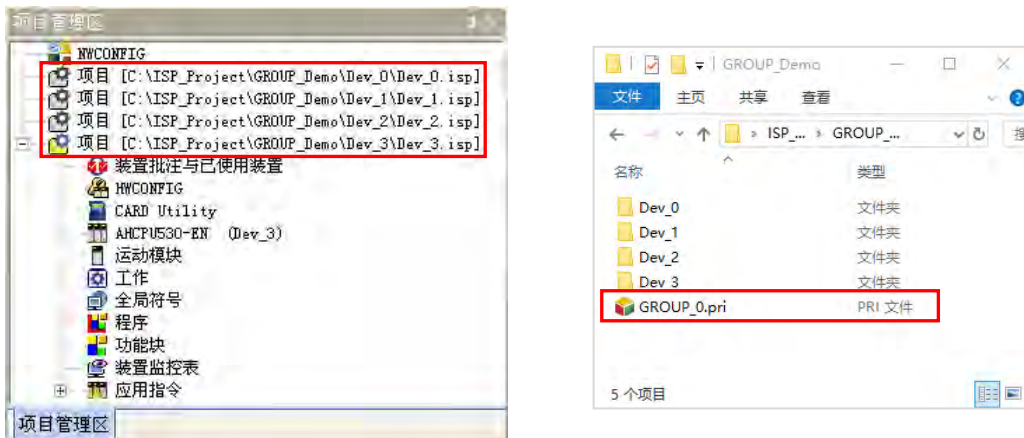 项目管理区
NWCONFIG
项目 [C:\ISP_Project\GROUP_Demo\Dev_0\Dev_0.isp]
项目 [C:\ISP_Project\GROUP_Demo\Dev_1\Dev_1.isp]
项目 [C:\ISP_Project\GROUP_Demo\Dev_2\Dev_2.isp]
项目 [C:\ISP_Project\GROUP_Demo\Dev_3\Dev_3.isp]
装置批注与已使用装置
HWCONFIG
CARD Utility
AHCPU530-EN (Dev_3)
运动模块
工作
全局符号
程序
功能块
装置监控表
应用指令
项目管理区
GROUP_Demo
文件 主页 共享 查看
ISP_... GROUP_...
名称 类型
Dev_0 文件夹
Dev_1 文件夹
Dev_2 文件夹
Dev_3 文件夹
GROUP_0.pri PRI 文件
5 个项目